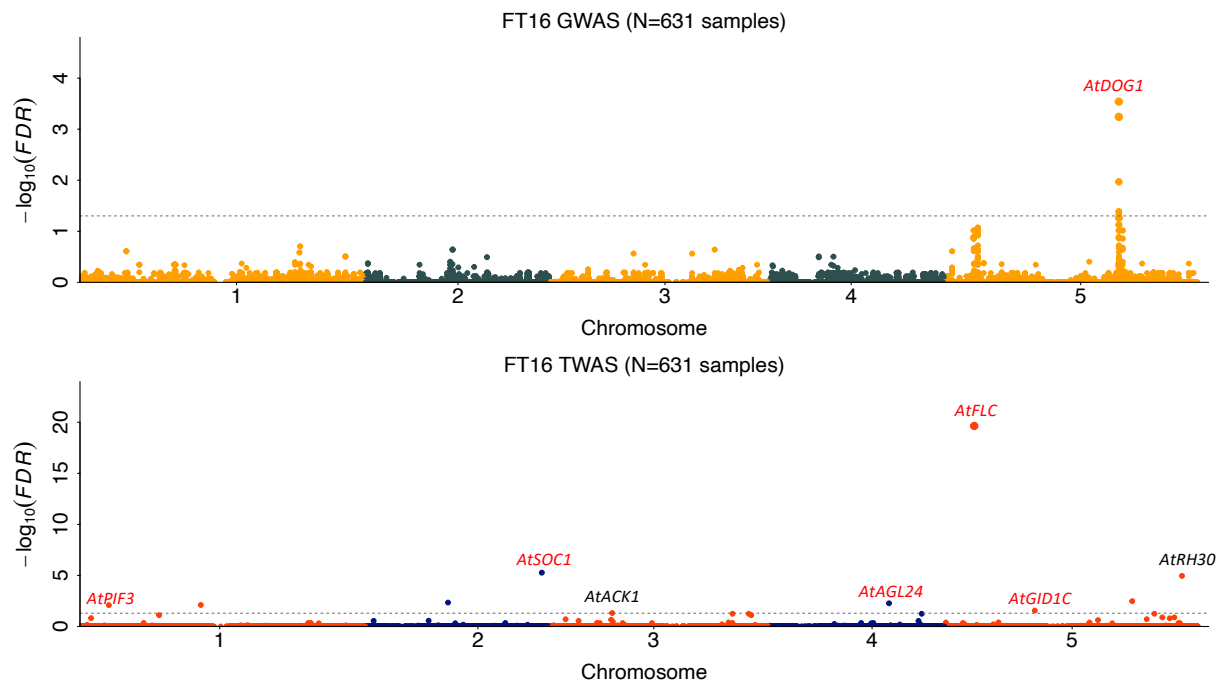 FT16 GWAS (N=631 samples)
−log10(FDR)
4
3
2
1
0
AtDOG1
1 2 3 4 5
Chromosome
FT16 TWAS (N=631 samples)
−log10(FDR)
20
15
10
5
0
AtFLC
AtSOC1
AtRH30
AtPIF3
AtACK1
AtAGL24
AtGID1C
1 2 3 4 5
Chromosome